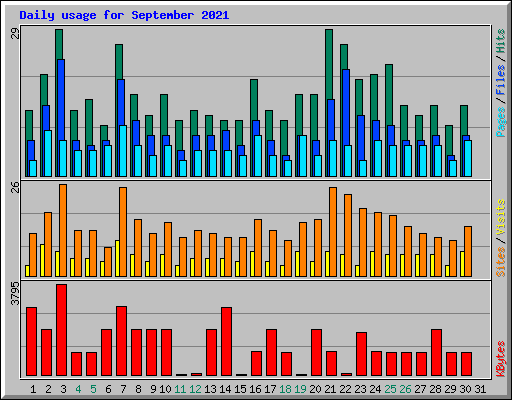 Daily usage for September 2021
29
Pages / Files / Hits
26
Sites / Visits
3795
KBytes
1 2 3 4 5 6 7 8 9 10 11 12 13 14 15 16 17 18 19 20 21 22 23 24 25 26 27 28 29 30 31